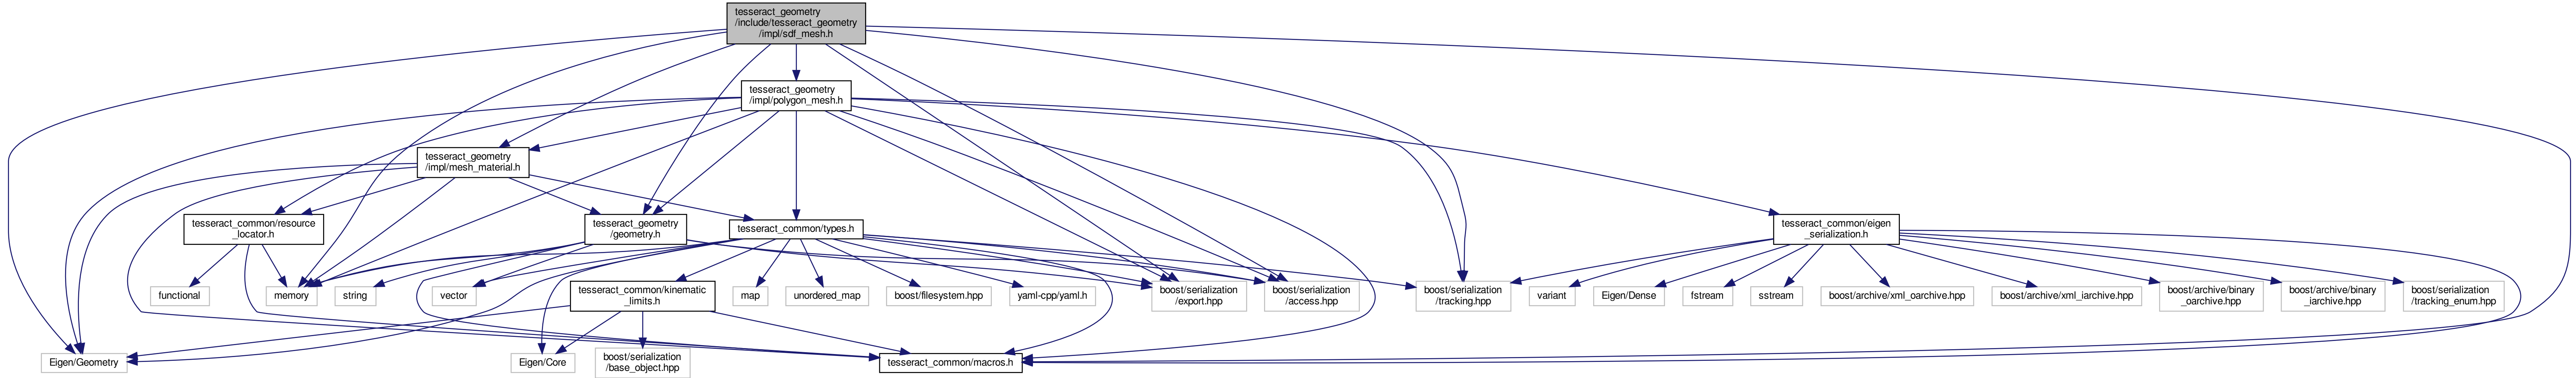 tesseract_geometry
/include/tesseract_geometry
/impl/sdf_mesh.h
tesseract_geometry
/impl/polygon_mesh.h
tesseract_geometry
/impl/mesh_material.h
tesseract_common/resource
_locator.h
tesseract_geometry
/geometry.h
tesseract_common/types.h
tesseract_common/eigen
_serialization.h
functional
memory
string
vector
tesseract_common/kinematic
_limits.h
map
unordered_map
boost/filesystem.hpp
yaml-cpp/yaml.h
boost/serialization
/export.hpp
boost/serialization
/access.hpp
boost/serialization
/tracking.hpp
variant
Eigen/Dense
fstream
sstream
boost/archive/xml_oarchive.hpp
boost/archive/xml_iarchive.hpp
boost/archive/binary
_oarchive.hpp
boost/archive/binary
_iarchive.hpp
boost/serialization
/tracking_enum.hpp
Eigen/Geometry
Eigen/Core
boost/serialization
/base_object.hpp
tesseract_common/macros.h